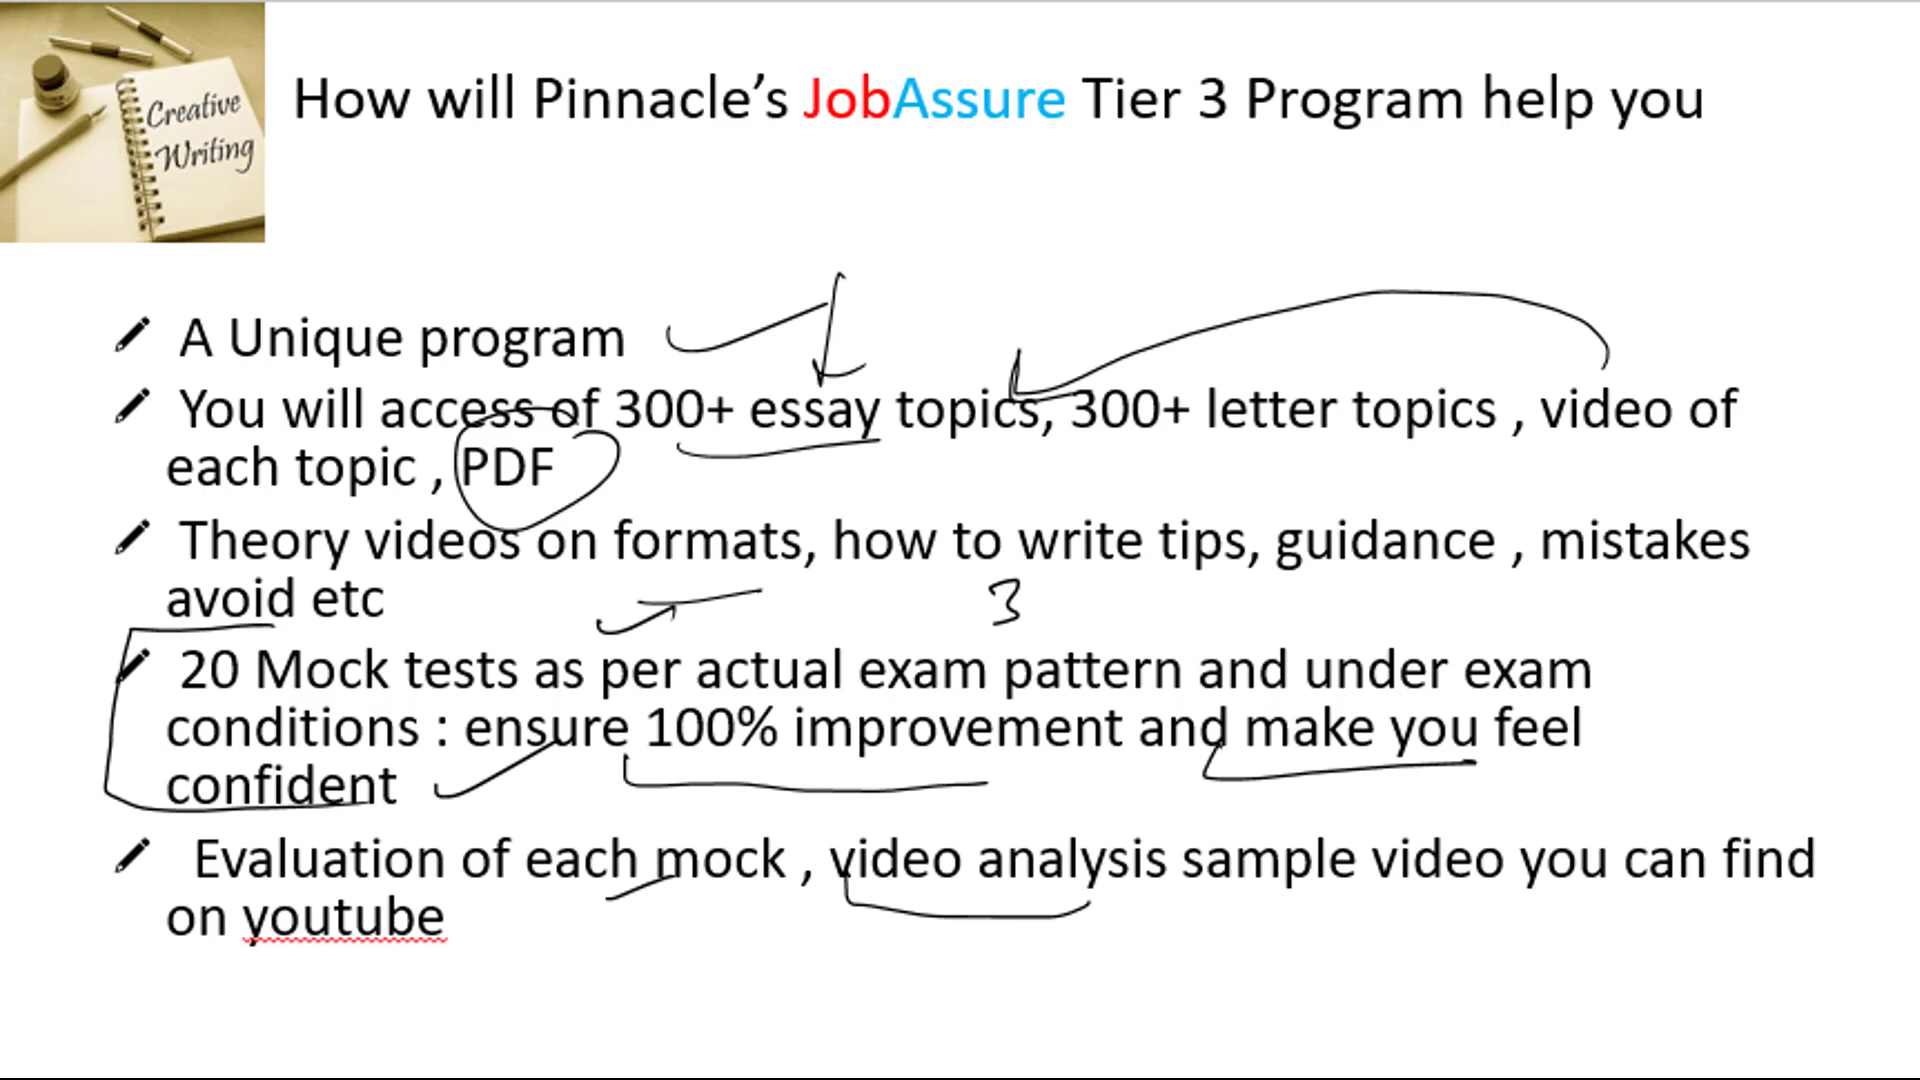 Creative
Writing
How will Pinnacle’s JobAssure Tier 3 Program help you
A Unique program
You will access of 300+ essay topics, 300+ letter topics , video of
each topic , PDF
Theory videos on formats, how to write tips, guidance , mistakes
avoid etc
3
20 Mock tests as per actual exam pattern and under exam
conditions : ensure 100% improvement and make you feel
confident
Evaluation of each mock , video analysis sample video you can find
on youtube